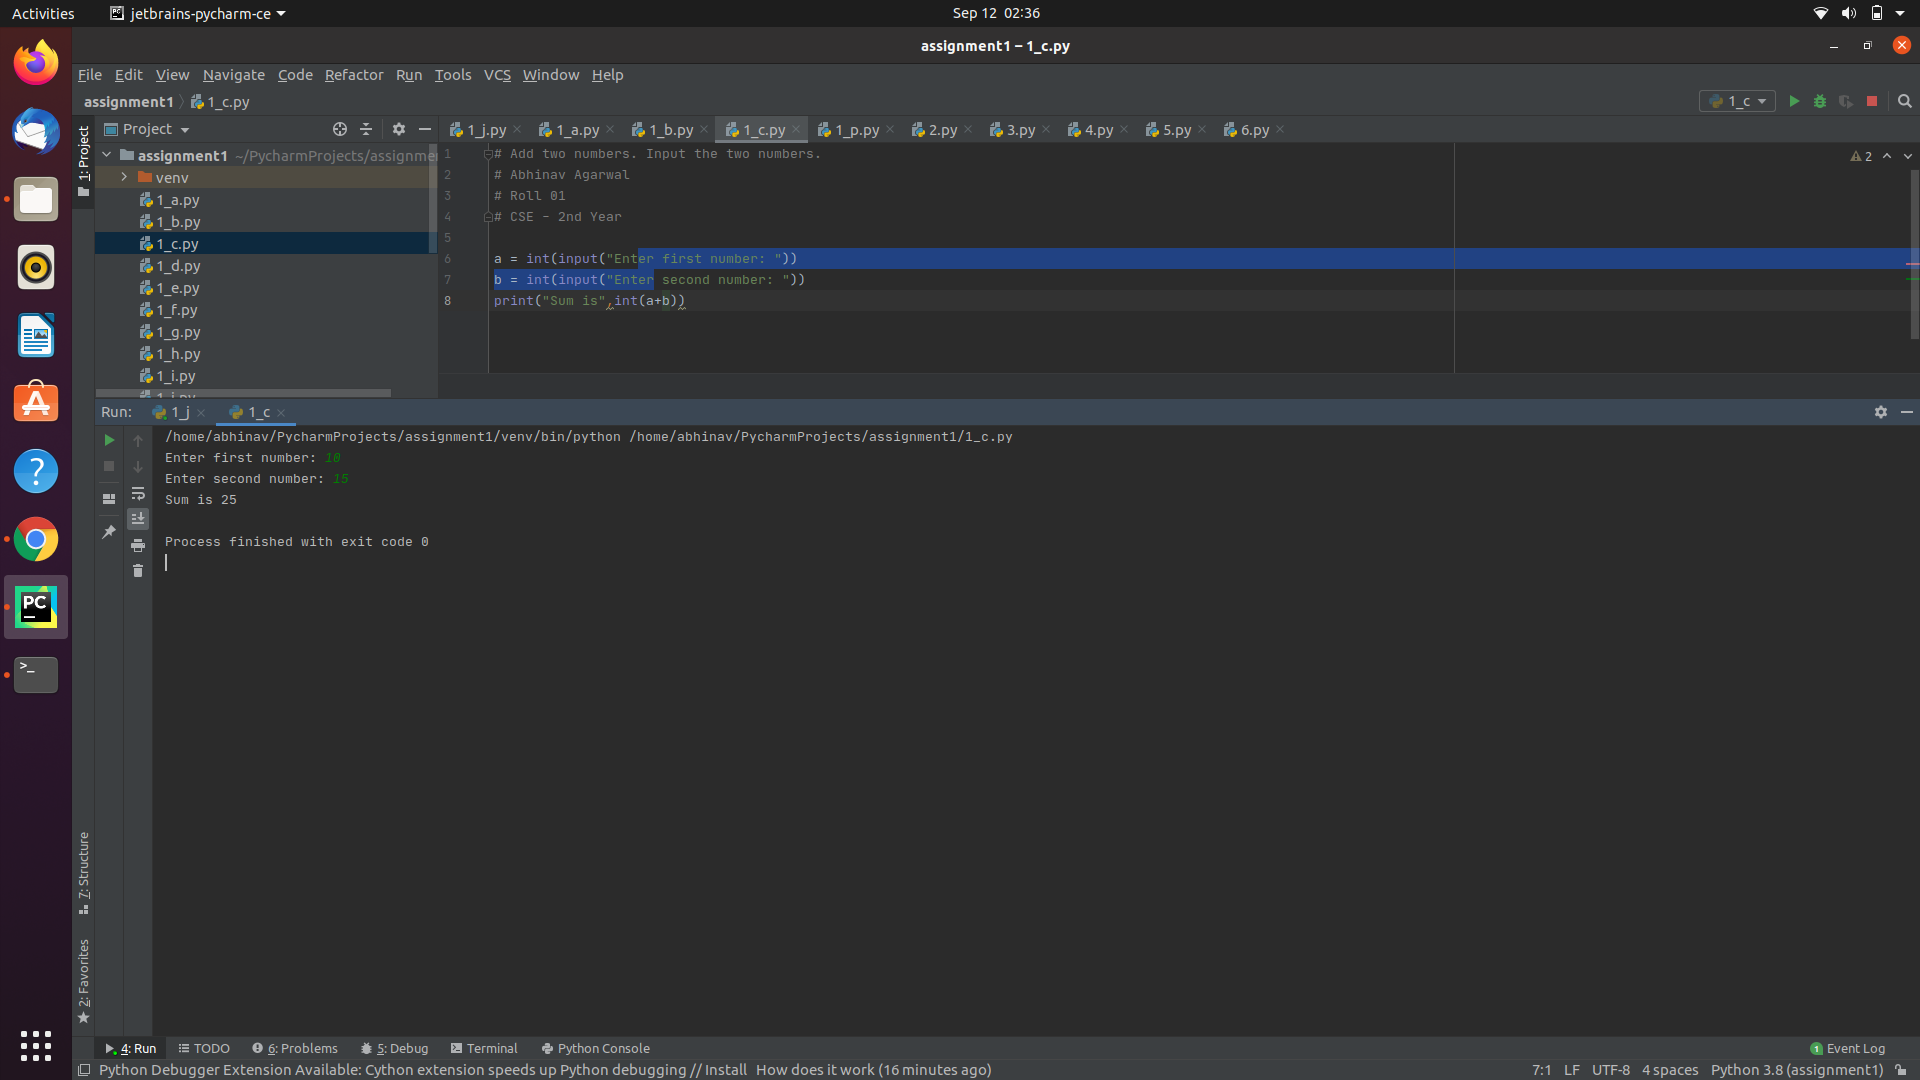 Activities jetbrains-pycharm-ce Sep 12 02:36
assignment1 – 1_c.py
File Edit View Navigate Code Refactor Run Tools VCS Window Help
assignment1 1_c.py 1_c
1: Project
Project
1_j.py 1_a.py 1_b.py 1_c.py 1_p.py 2.py 3.py 4.py 5.py 6.py
assignment1 ~/PycharmProjects/assignme
venv
1_a.py
1_b.py
1_c.py
1_d.py
1_e.py
1_f.py
1_g.py
1_h.py
1_i.py
1 # Add two numbers. Input the two numbers.
2 # Abhinav Agarwal
3 # Roll 01
4 # CSE - 2nd Year
5
6 a = int(input("Enter first number: "))
7 b = int(input("Enter second number: "))
8 print("Sum is",int(a+b))
2
Run: 1_j 1_c
/home/abhinav/PycharmProjects/assignment1/venv/bin/python /home/abhinav/PycharmProjects/assignment1/1_c.py
Enter first number: 10
Enter second number: 15
Sum is 25
Process finished with exit code 0
PC
>_
7: Structure
2: Favorites
4: Run TODO 6: Problems 5: Debug Terminal Python Console 1 Event Log
Python Debugger Extension Available: Cython extension speeds up Python debugging // Install How does it work (16 minutes ago) 7:1 LF UTF-8 4 spaces Python 3.8 (assignment1)